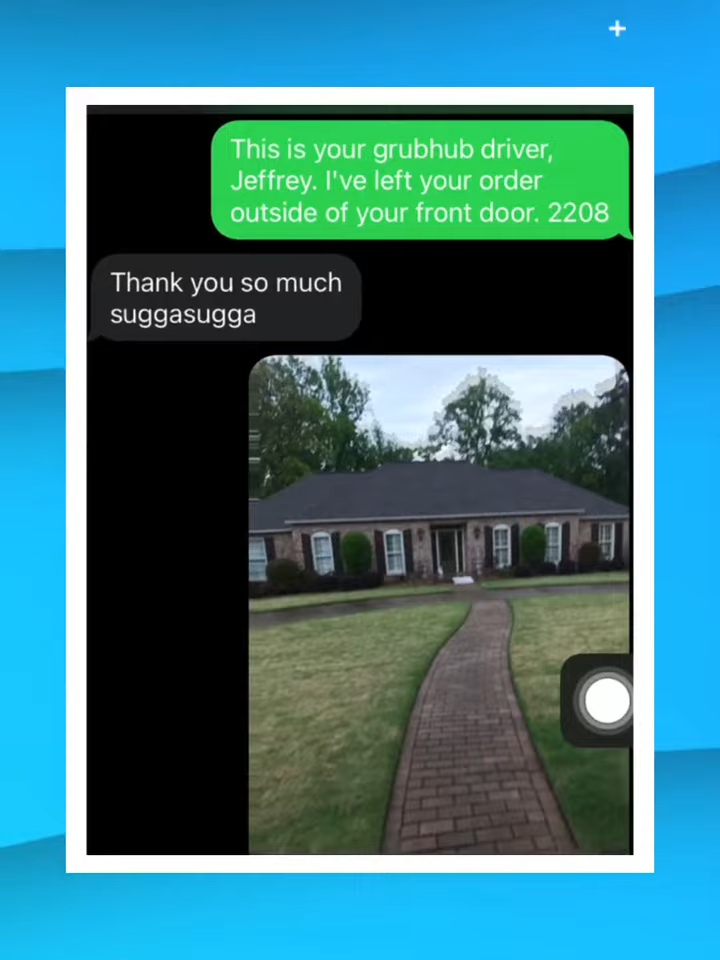 This is your grubhub driver,
Jeffrey. I've left your order
outside of your front door. 2208
Thank you so much
suggasugga